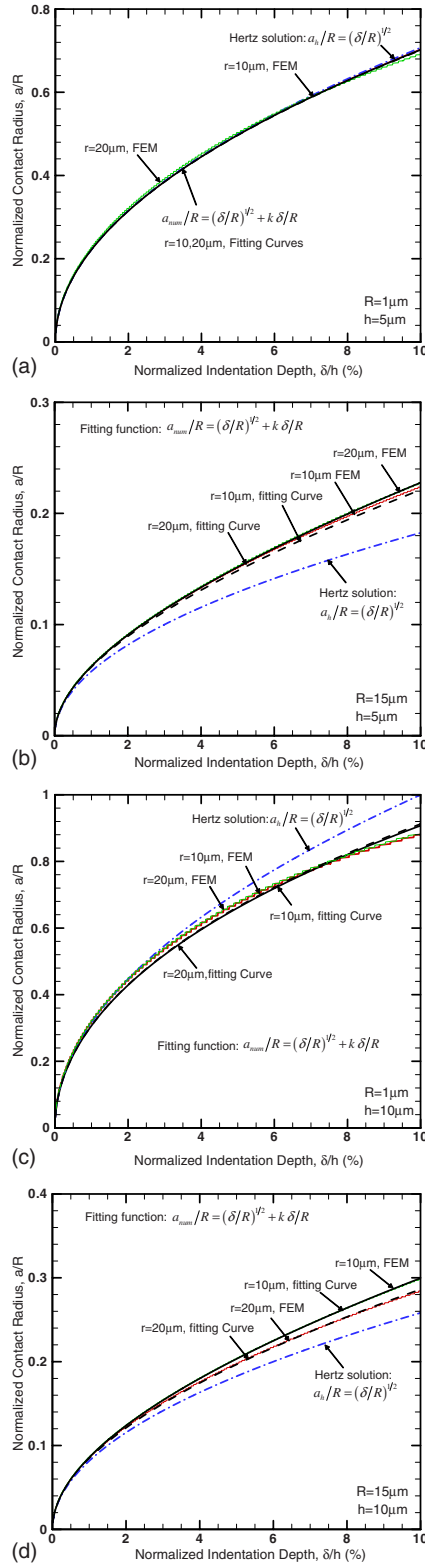 Normalized Contact Radius, a/R
0.8
0.6
0.4
0.2
0
Hertz solution: a_h/R = (δ/R)^1/2
r=10μm, FEM
r=20μm, FEM
a_num/R = (δ/R)^1/2 + k δ/R
r=10,20μm, Fitting Curves
R=1μm
h=5μm
0 2 4 6 8 10
(a)
Normalized Indentation Depth, δ/h (%)
Normalized Contact Radius, a/R
0.3
0.2
0.1
0
Fitting function: a_num/R = (δ/R)^1/2 + k δ/R
r=20μm, FEM
r=10μm FEM
r=10μm, fitting Curve
r=20μm, fitting Curve
Hertz solution:
a_h/R = (δ/R)^1/2
R=15μm
h=5μm
0 2 4 6 8 10
(b)
Normalized Indentation Depth, δ/h (%)
Normalized Contact Radius, a/R
1
0.8
0.6
0.4
0.2
0
Hertz solution: a_h/R = (δ/R)^1/2
r=10μm, FEM
r=20μm, FEM
r=10μm, fitting Curve
r=20μm,fitting Curve
Fitting function: a_num/R = (δ/R)^1/2 + k δ/R
R=1μm
h=10μm
0 2 4 6 8 10
(c)
Normalized Indentation Depth, δ/h (%)
Normalized Contact Radius, a/R
0.4
0.3
0.2
0.1
0
Fitting function: a_num/R = (δ/R)^1/2 + k δ/R
r=10μm, FEM
r=10μm, fitting Curve
r=20μm, FEM
r=20μm, fitting Curve
Hertz solution:
a_h/R = (δ/R)^1/2
R=15μm
h=10μm
0 2 4 6 8 10
(d)
Normalized Indentation Depth, δ/h (%)